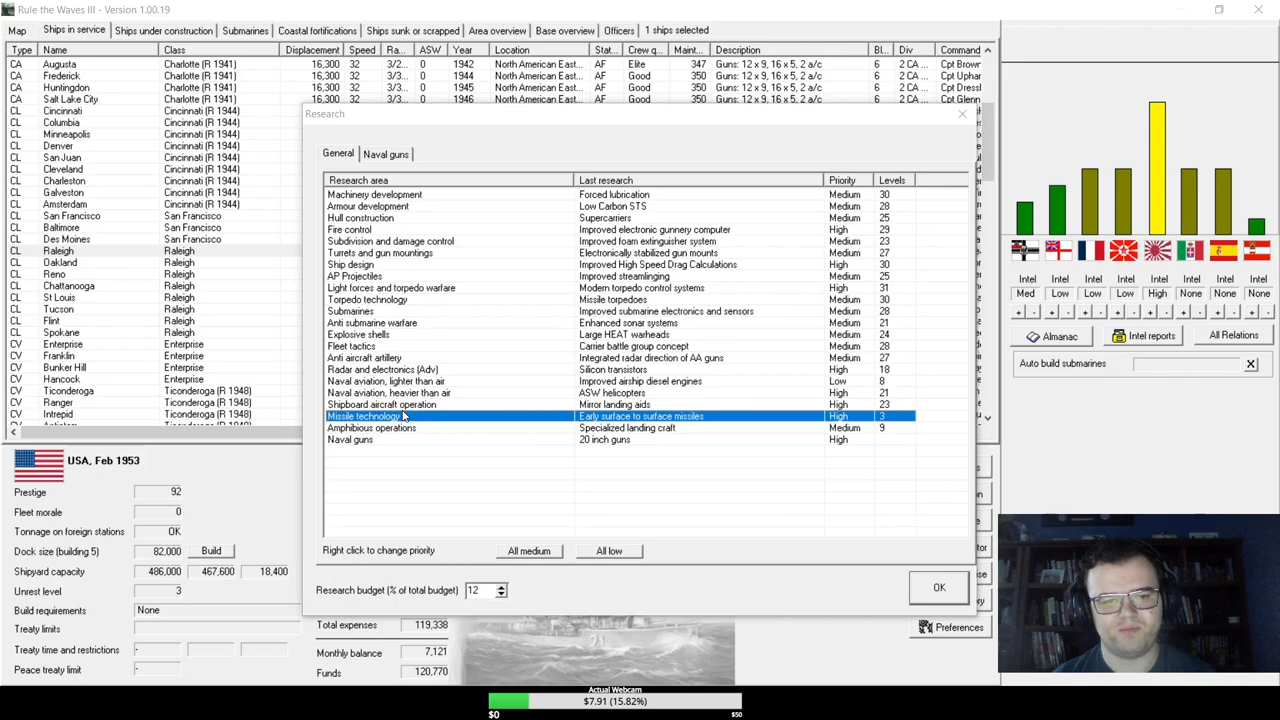 Rule the Waves III - Version 1.00.19
Map Ships in service Ships under construction Submarines Coastal fortifications Ships sunk or scrapped Area overview Base overview Officers 1 ships selected
Type Name Class Displacement Speed Ra... ASW Year Location Stat... Crew q... Maint... Description Bl... Div Command
CA Augusta Charlotte (R 1941) 16,300 32 3/2... 0 1942 North American East... AF Elite 347 Guns: 12 x 9, 16 x 5, 2 a/c 6 2 CA ... Cpt Brown
CA Frederick Charlotte (R 1941) 16,300 32 3/3... 0 1944 North American East... AF Good 350 Guns: 12 x 9, 16 x 5, 2 a/c 6 2 CA ... Cpt Uphar
CA Huntingdon Charlotte (R 1941) 16,300 32 3/3... 0 1945 North American East... AF Good 350 Guns: 12 x 9, 16 x 5, 2 a/c 6 2 CA ... Cpt Dressl
CA Salt Lake City Charlotte (R 1941) 16,300 32 3/3... 0 1946 North American East... AF Good 350 Guns: 12 x 9, 16 x 5, 2 a/c 6 2 CA ... Cpt Glenn
CL Cincinnati Cincinnati (R 1944)
CL Columbia Cincinnati (R 1944)
CL Minneapolis Cincinnati (R 1944)
CL Denver Cincinnati (R 1944)
CL San Juan Cincinnati (R 1944)
CL Cleveland Cincinnati (R 1944)
CL Charleston Cincinnati (R 1944)
CL Galveston Cincinnati (R 1944)
CL Amsterdam Cincinnati (R 1944)
CL San Francisco San Francisco
CL Baltimore San Francisco
CL Des Moines San Francisco
CL Raleigh Raleigh
CL Oakland Raleigh
CL Reno Raleigh
CL Chattanooga Raleigh
CL St Louis Raleigh
CL Tucson Raleigh
CL Flint Raleigh
CL Spokane Raleigh
CV Enterprise Enterprise
CV Franklin Enterprise
CV Bunker Hill Enterprise
CV Hancock Enterprise
CV Ticonderoga Ticonderoga (R 1948)
CV Ranger Ticonderoga (R 1948)
CV Intrepid Ticonderoga (R 1948)
Research
General Naval guns
Research area Last research Priority Levels
Machinery development Forced lubrication Medium 30
Armour development Low Carbon STS Medium 28
Hull construction Supercarriers Medium 25
Fire control Improved electronic gunnery computer High 29
Subdivision and damage control Improved foam extinguisher system Medium 23
Turrets and gun mountings Electronically stabilized gun mounts Medium 27
Ship design Improved High Speed Drag Calculations High 30
AP Projectiles Improved streamlining Medium 25
Light forces and torpedo warfare Modern torpedo control systems High 31
Torpedo technology Missile torpedoes Medium 30
Submarines Improved submarine electronics and sensors Medium 28
Anti submarine warfare Enhanced sonar systems Medium 21
Explosive shells Large HEAT warheads Medium 24
Fleet tactics Carrier battle group concept Medium 28
Anti aircraft artillery Integrated radar direction of AA guns Medium 27
Radar and electronics (Adv) Silicon transistors High 18
Naval aviation, lighter than air Improved airship diesel engines Low 8
Naval aviation, heavier than air ASW helicopters High 21
Shipboard aircraft operation Mirror landing aids High 23
Missile technology Early surface to surface missiles High 3
Amphibious operations Specialized landing craft Medium 9
Naval guns 20 inch guns High
Right click to change priority All medium All low
Research budget (% of total budget) 12 OK
Intel Intel Intel Intel Intel Intel Intel Intel
Med Low Low Low High None None None
+ - + - + - + - + - + - + - + -
Almanac Intel reports All Relations
Auto build submarines X
USA, Feb 1953
Prestige 92
Fleet morale 0
Tonnage on foreign stations OK
Dock size (building 5) 82,000 Build
Shipyard capacity 486,000 467,600 18,400
Unrest level 3
Build requirements None
Treaty limits
Treaty time and restrictions - 
Peace treaty limit -
Total expenses 119,338
Monthly balance 7,121
Funds 120,770
Preferences
Actual Webcam
$7.91 (15.82%)
$0 $50